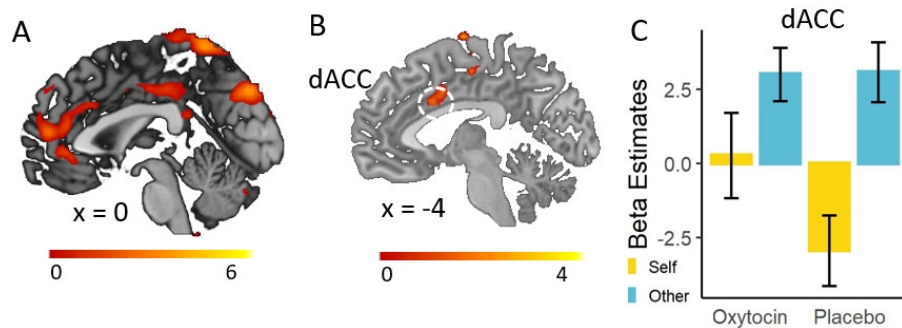 A
x = 0
0 6
B
dACC
x = -4
0 4
C
dACC
Beta Estimates
2.5
0.0
-2.5
Self
Other
Oxytocin Placebo